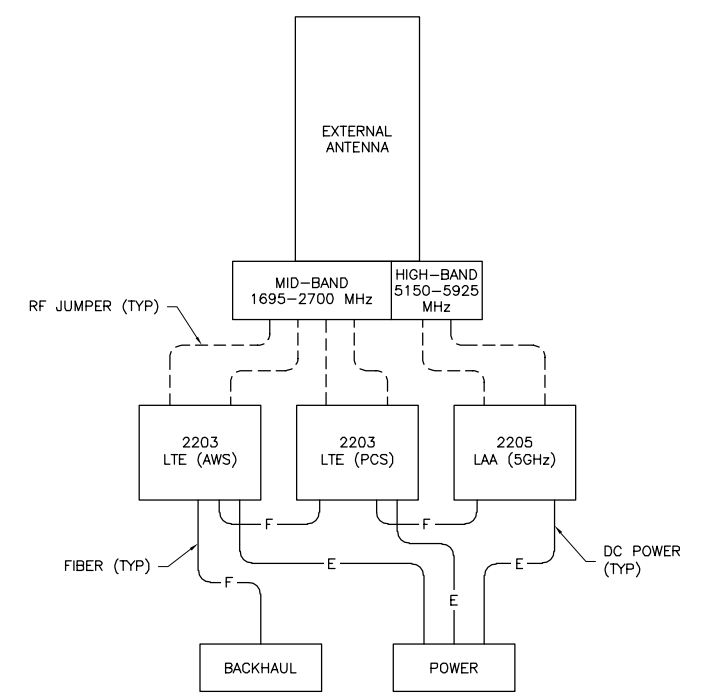 EXTERNAL
ANTENNA
MID-BAND
1695-2700 MHz
HIGH-BAND
5150-5925
MHz
RF JUMPER (TYP)
2203
LTE (AWS)
2203
LTE (PCS)
2205
LAA (5GHz)
F
F
FIBER (TYP)
DC POWER
(TYP)
E
E
F
E
BACKHAUL
POWER